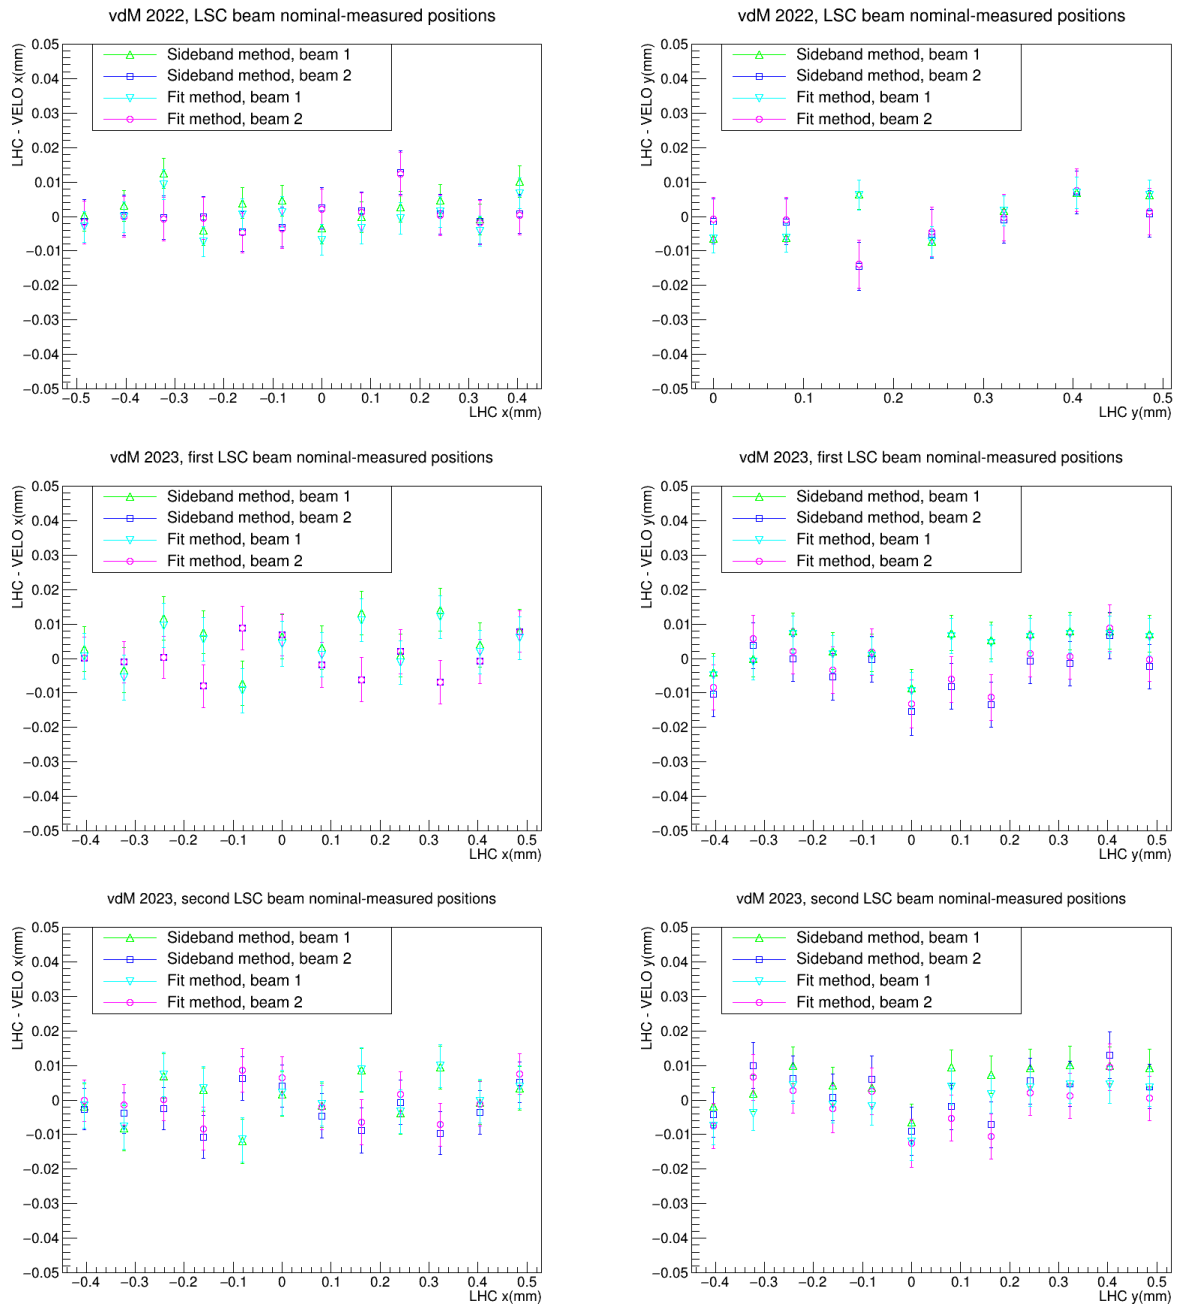 vdM 2022, LSC beam nominal-measured positions
LHC - VELO x(mm)
0.05
0.04
0.03
0.02
0.01
0
−0.01
−0.02
−0.03
−0.04
−0.05
Sideband method, beam 1
Sideband method, beam 2
Fit method, beam 1
Fit method, beam 2
−0.5 −0.4 −0.3 −0.2 −0.1 0 0.1 0.2 0.3 0.4
LHC x(mm)
vdM 2022, LSC beam nominal-measured positions
LHC - VELO y(mm)
0.05
0.04
0.03
0.02
0.01
0
−0.01
−0.02
−0.03
−0.04
−0.05
Sideband method, beam 1
Sideband method, beam 2
Fit method, beam 1
Fit method, beam 2
0 0.1 0.2 0.3 0.4 0.5
LHC y(mm)
vdM 2023, first LSC beam nominal-measured positions
LHC - VELO x(mm)
0.05
0.04
0.03
0.02
0.01
0
−0.01
−0.02
−0.03
−0.04
−0.05
Sideband method, beam 1
Sideband method, beam 2
Fit method, beam 1
Fit method, beam 2
−0.4 −0.3 −0.2 −0.1 0 0.1 0.2 0.3 0.4 0.5
LHC x(mm)
vdM 2023, first LSC beam nominal-measured positions
LHC - VELO y(mm)
0.05
0.04
0.03
0.02
0.01
0
−0.01
−0.02
−0.03
−0.04
−0.05
Sideband method, beam 1
Sideband method, beam 2
Fit method, beam 1
Fit method, beam 2
−0.4 −0.3 −0.2 −0.1 0 0.1 0.2 0.3 0.4 0.5
LHC y(mm)
vdM 2023, second LSC beam nominal-measured positions
LHC - VELO x(mm)
0.05
0.04
0.03
0.02
0.01
0
−0.01
−0.02
−0.03
−0.04
−0.05
Sideband method, beam 1
Sideband method, beam 2
Fit method, beam 1
Fit method, beam 2
−0.4 −0.3 −0.2 −0.1 0 0.1 0.2 0.3 0.4 0.5
LHC x(mm)
vdM 2023, second LSC beam nominal-measured positions
LHC - VELO y(mm)
0.05
0.04
0.03
0.02
0.01
0
−0.01
−0.02
−0.03
−0.04
−0.05
Sideband method, beam 1
Sideband method, beam 2
Fit method, beam 1
Fit method, beam 2
−0.4 −0.3 −0.2 −0.1 0 0.1 0.2 0.3 0.4 0.5
LHC y(mm)